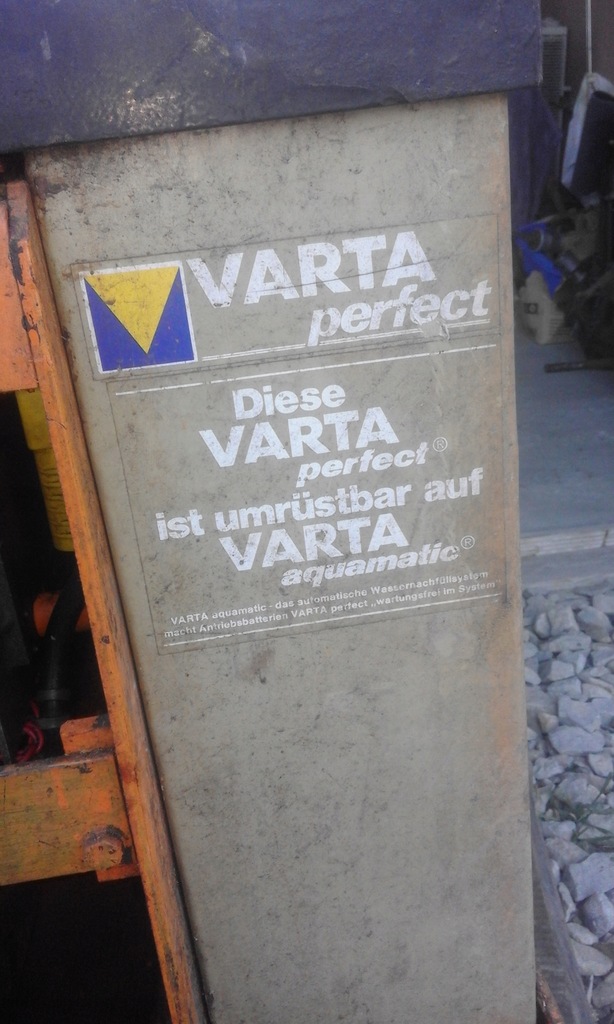 VARTA
perfect
Diese
VARTA
perfect®
ist umrüstbar auf
VARTA
aquamatic®
VARTA aquamatic - das automatische Wassernachfüllsystem
macht Antriebsbatterien VARTA perfect „wartungsfrei im System"